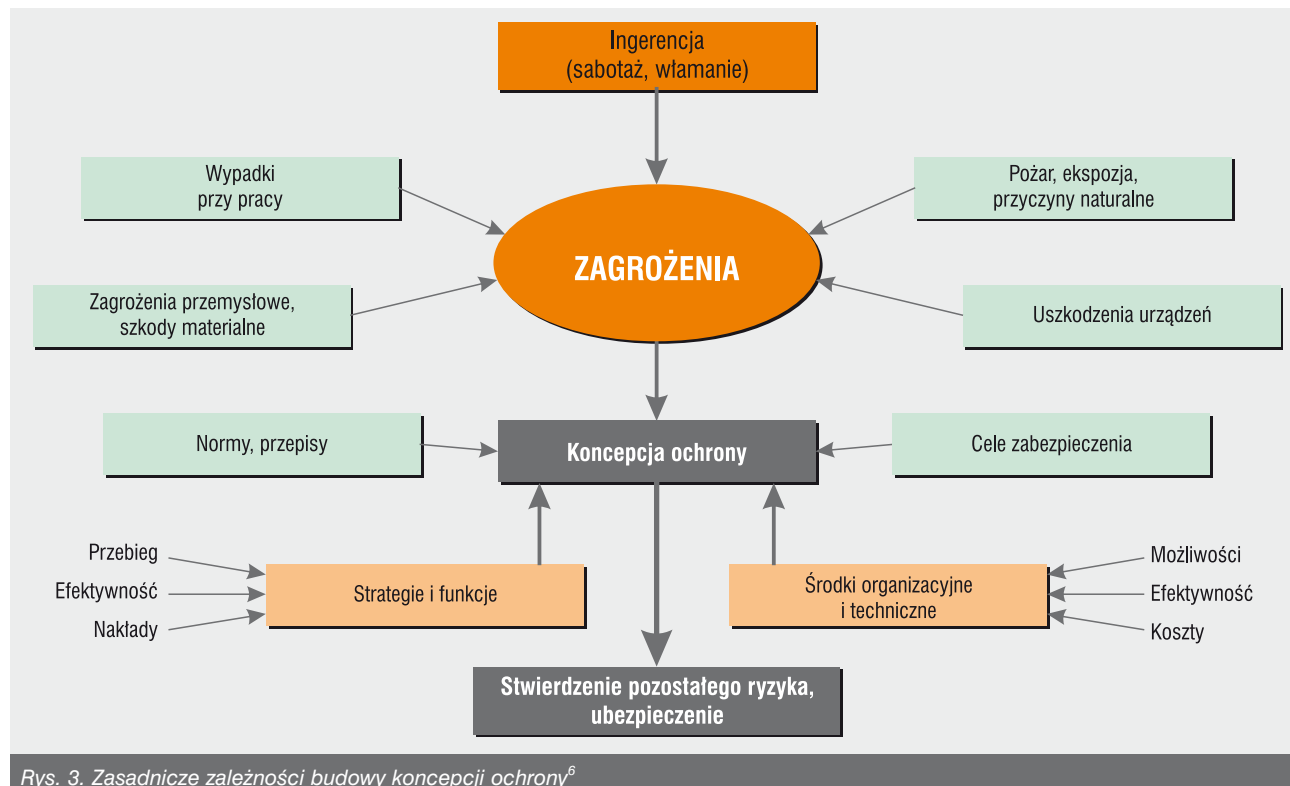 Ingerencja
(sabotaż, włamanie)
Wypadki
przy pracy
Pożar, ekspozja,
przyczyny naturalne
ZAGROŻENIA
Zagrożenia przemysłowe,
szkody materialne
Uszkodzenia urządzeń
Normy, przepisy
Koncepcja ochrony
Cele zabezpieczenia
Przebieg
Efektywność
Nakłady
Strategie i funkcje
Środki organizacyjne
i techniczne
Możliwości
Efektywność
Koszty
Stwierdzenie pozostałego ryzyka,
ubezpieczenie
Rys. 3. Zasadnicze zależności budowy koncepcji ochrony⁶